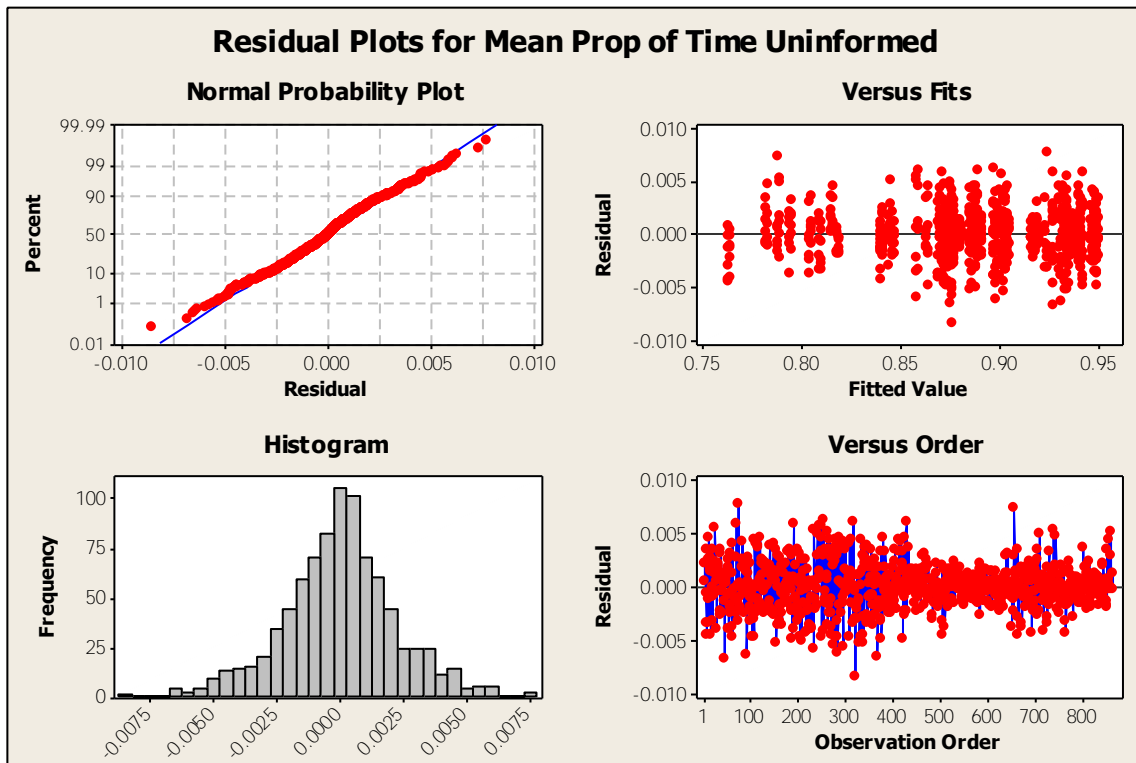 Residual Plots for Mean Prop of Time Uninformed
Normal Probability Plot
99.99
99
90
50
10
1
0.01
Percent
-0.010 -0.005 0.000 0.005 0.010
Residual
Versus Fits
0.010
0.005
0.000
-0.005
-0.010
Residual
0.75 0.80 0.85 0.90 0.95
Fitted Value
Histogram
100
75
50
25
0
Frequency
-0.0075 -0.0050 -0.0025 0.0000 0.0025 0.0050 0.0075
Versus Order
0.010
0.005
0.000
-0.005
-0.010
Residual
1 100 200 300 400 500 600 700 800
Observation Order